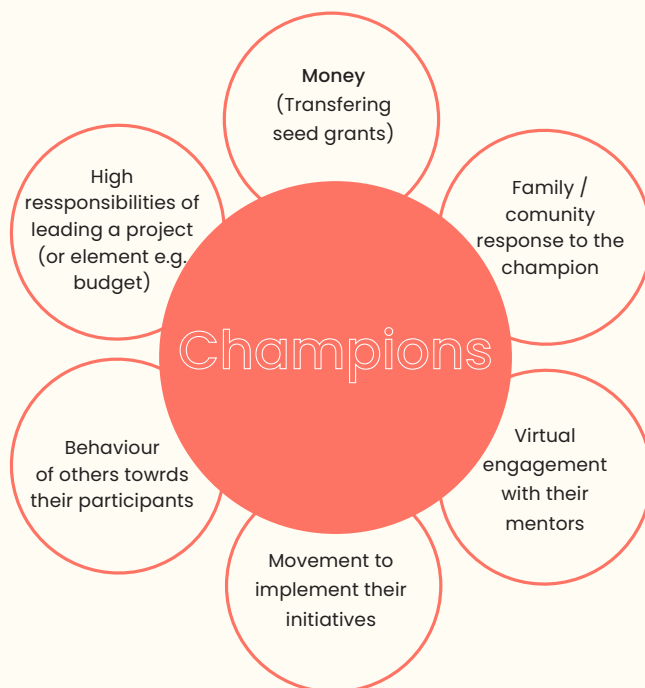 Money
(Transfering
seed grants)
High
ressponsibilities of
leading a project
(or element e.g.
budget)
Family /
comunity
response to the
champion
Champions
Behaviour
of others towrds
their participants
Virtual
engagement
with their
mentors
Movement to
implement their
initiatives